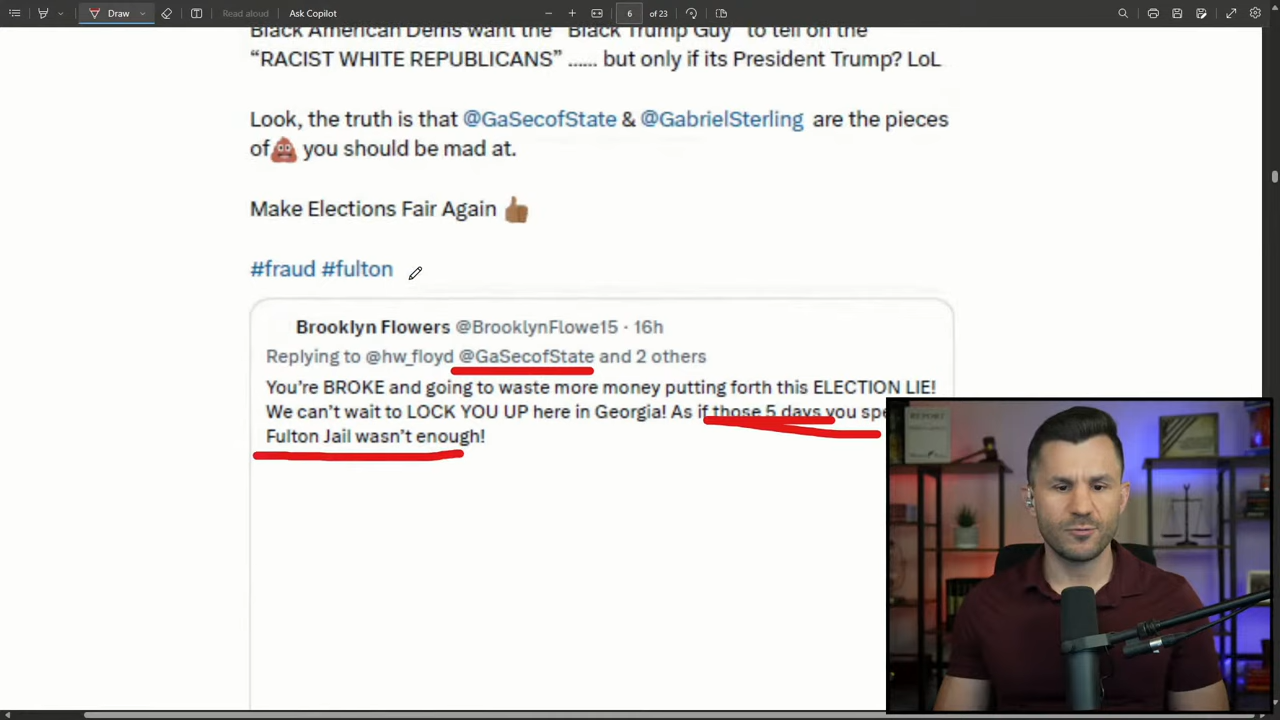 Draw
Read aloud
Ask Copilot
6 of 23
Black American Dems want the "Black Trump Guy" to tell on the
“RACIST WHITE REPUBLICANS” ...... but only if its President Trump? LoL
Look, the truth is that @GaSecofState & @GabrielSterling are the pieces
of💩 you should be mad at.
Make Elections Fair Again 👍🏾
#fraud #fulton
Brooklyn Flowers @BrooklynFlowe15 · 16h
Replying to @hw_floyd @GaSecofState and 2 others
You’re BROKE and going to waste more money putting forth this ELECTION LIE!
We can’t wait to LOCK YOU UP here in Georgia! As if those 5 days you
Fulton Jail wasn’t enough!
REPORT